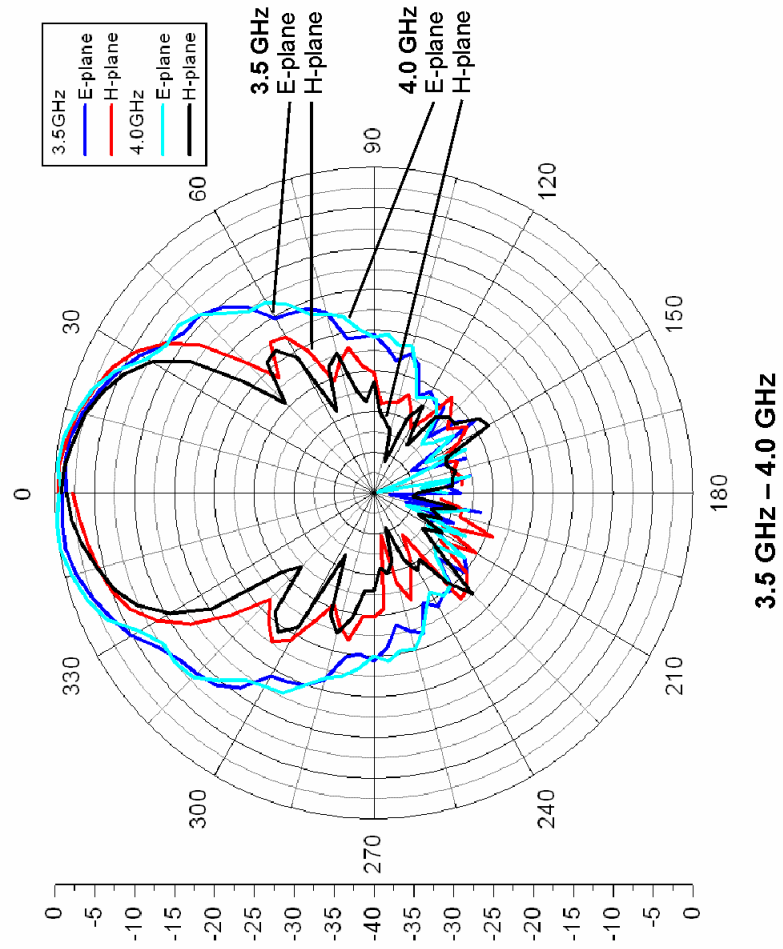 3.5GHz
E-plane
H-plane
4.0GHz
E-plane
H-plane
3.5 GHz
E-plane
H-plane
4.0 GHz
E-plane
H-plane
0
30
60
90
120
150
180
210
240
270
300
330
0
-5
-10
-15
-20
-25
-30
-35
-40
-35
-30
-25
-20
-15
-10
-5
0
3.5 GHz – 4.0 GHz